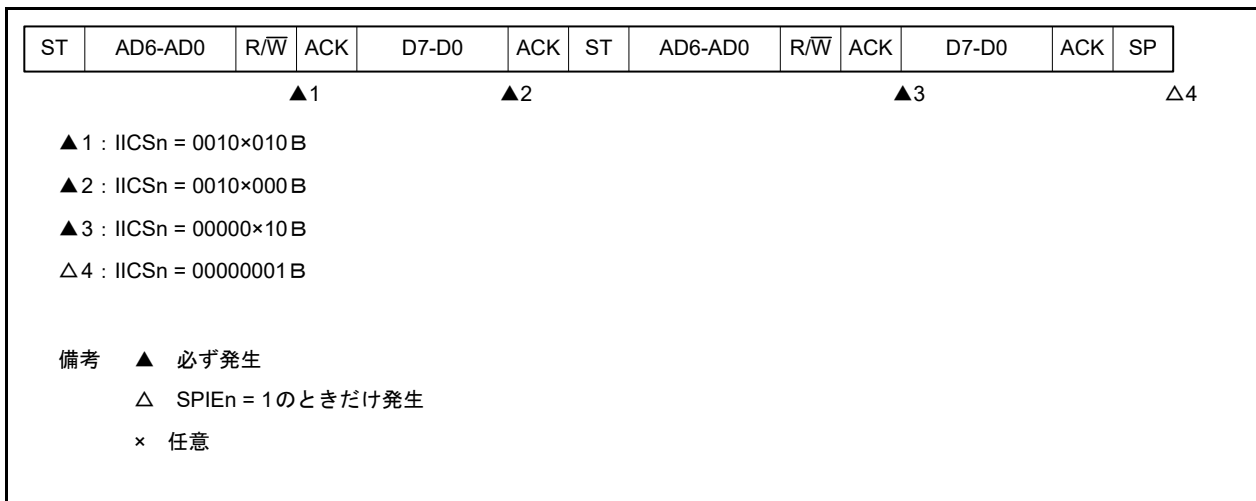 ST AD6-AD0 R/W̅ ACK D7-D0 ACK ST AD6-AD0 R/W̅ ACK D7-D0 ACK SP
▲1 ▲2 ▲3 △4
▲1：IICSn = 0010×010B
▲2：IICSn = 0010×000B
▲3：IICSn = 00000×10B
△4：IICSn = 00000001B
備考 ▲ 必ず発生
△ SPIEn = 1のときだけ発生
× 任意